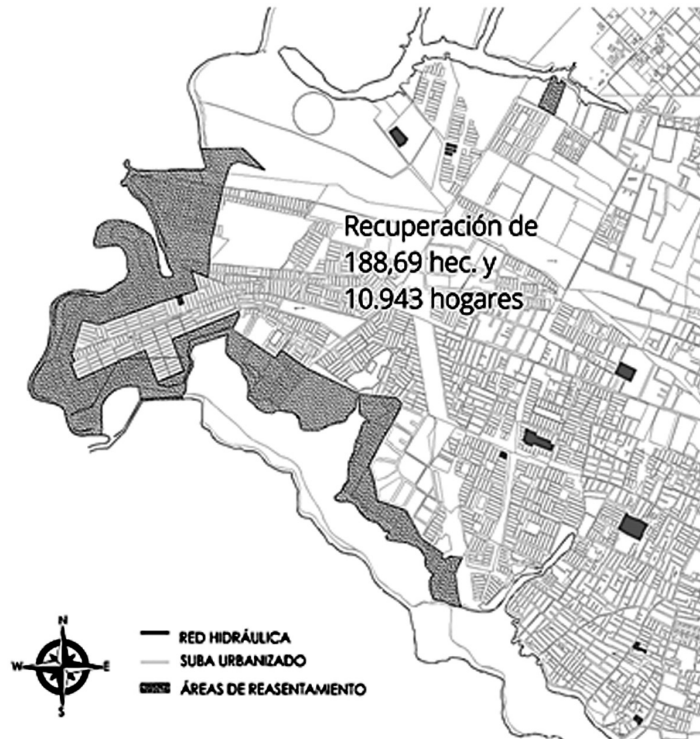 Recuperación de
188,69 hec. y
10.943 hogares
N
W E
S
RED HIDRÁULICA
SUBA URBANIZADO
ÁREAS DE REASENTAMIENTO